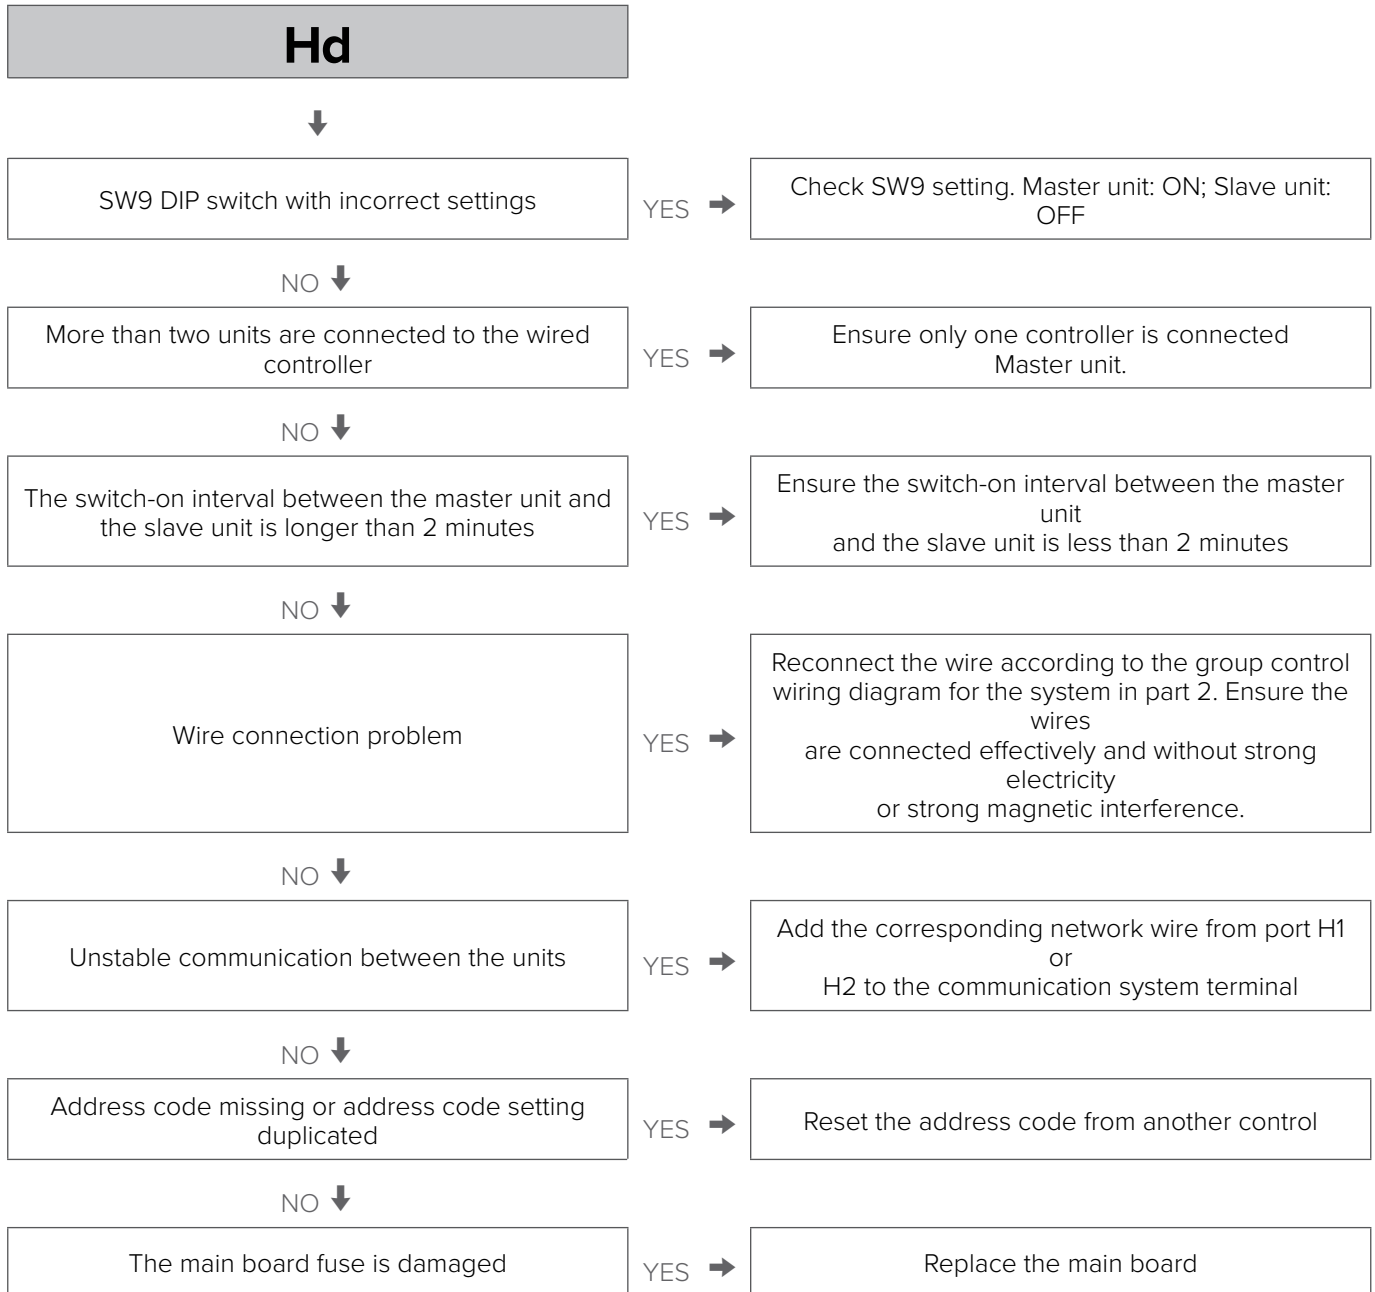 Hd
SW9 DIP switch with incorrect settings
YES
Check SW9 setting. Master unit: ON; Slave unit:
OFF
NO
More than two units are connected to the wired
controller
YES
Ensure only one controller is connected
Master unit.
NO
The switch-on interval between the master unit and
the slave unit is longer than 2 minutes
YES
Ensure the switch-on interval between the master
unit
and the slave unit is less than 2 minutes
NO
Wire connection problem
YES
Reconnect the wire according to the group control
wiring diagram for the system in part 2. Ensure the
wires
are connected effectively and without strong
electricity
or strong magnetic interference.
NO
Unstable communication between the units
YES
Add the corresponding network wire from port H1
or
H2 to the communication system terminal
NO
Address code missing or address code setting
duplicated
YES
Reset the address code from another control
NO
The main board fuse is damaged
YES
Replace the main board